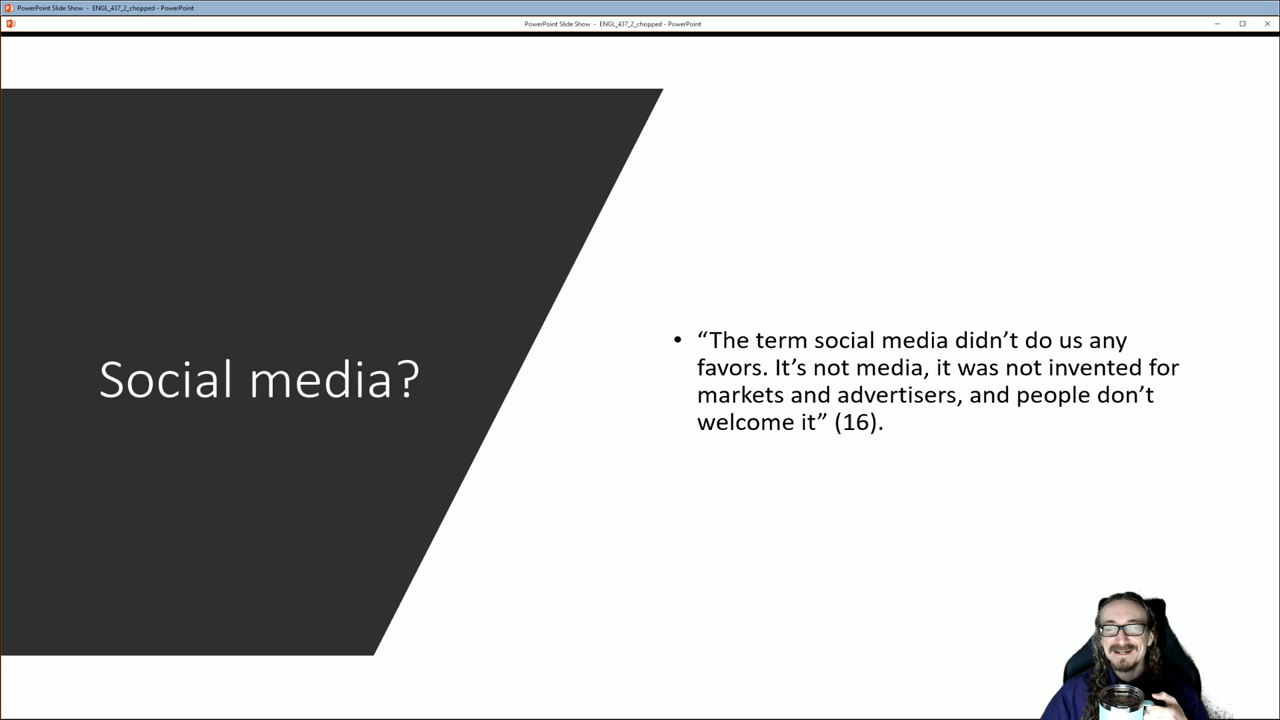 PowerPoint Slide Show - ENGL_437_2_chopped - PowerPoint
PowerPoint Slide Show - ENGL_437_2_chopped - PowerPoint
Social media?
• “The term social media didn’t do us any
favors. It’s not media, it was not invented for
markets and advertisers, and people don’t
welcome it” (16).